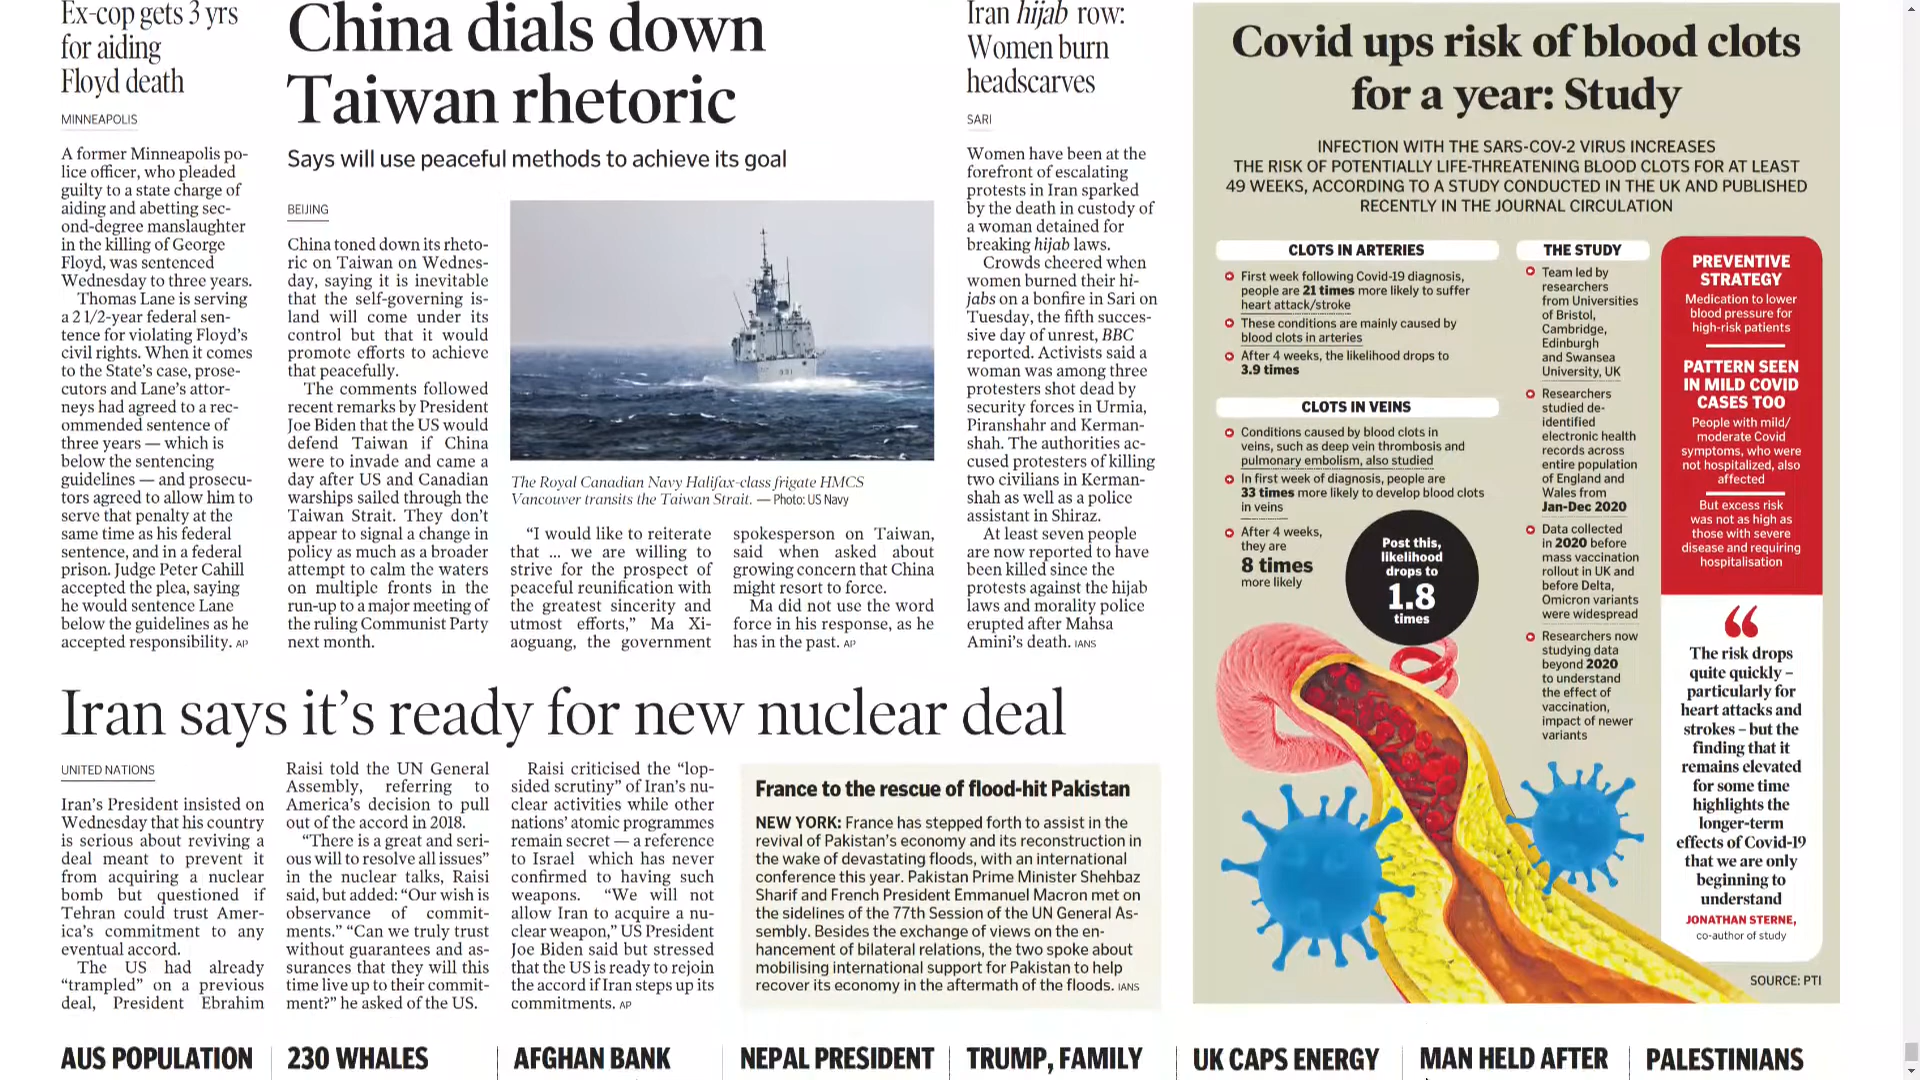 Ex-cop gets 3 yrs
for aiding
Floyd death
MINNEAPOLIS
A former Minneapolis po-
lice officer, who pleaded
guilty to a state charge of
aiding and abetting sec-
ond-degree manslaughter
in the killing of George
Floyd, was sentenced
Wednesday to three years.
Thomas Lane is serving
a 2 1/2-year federal sen-
tence for violating Floyd's
civil rights. When it comes
to the State's case, prose-
cutors and Lane's attor-
neys had agreed to a rec-
ommended sentence of
three years — which is
below the sentencing
guidelines — and prosecu-
tors agreed to allow him to
serve that penalty at the
same time as his federal
sentence, and in a federal
prison. Judge Peter Cahill
accepted the plea, saying
he would sentence Lane
below the guidelines as he
accepted responsibility. AP
China dials down
Taiwan rhetoric
Says will use peaceful methods to achieve its goal
BEIJING
China toned down its rheto-
ric on Taiwan on Wednes-
day, saying it is inevitable
that the self-governing is-
land will come under its
control but that it would
promote efforts to achieve
that peacefully.
The comments followed
recent remarks by President
Joe Biden that the US would
defend Taiwan if China
were to invade and came a
day after US and Canadian
warships sailed through the
Taiwan Strait. They don't
appear to signal a change in
policy as much as a broader
attempt to calm the waters
on multiple fronts in the
run-up to a major meeting of
the ruling Communist Party
next month.
331
The Royal Canadian Navy Halifax-class frigate HMCS
Vancouver transits the Taiwan Strait. — Photo: US Navy
"I would like to reiterate
that ... we are willing to
strive for the prospect of
peaceful reunification with
the greatest sincerity and
utmost efforts," Ma Xi-
aoguang, the government
spokesperson on Taiwan,
said when asked about
growing concern that China
might resort to force.
Ma did not use the word
force in his response, as he
has in the past. AP
Iran hijab row:
Women burn
headscarves
SARI
Women have been at the
forefront of escalating
protests in Iran sparked
by the death in custody of
a woman detained for
breaking hijab laws.
Crowds cheered when
women burned their hi-
jabs on a bonfire in Sari on
Tuesday, the fifth succes-
sive day of unrest, BBC
reported. Activists said a
woman was among three
protesters shot dead by
security forces in Urmia,
Piranshahr and Kerman-
shah. The authorities ac-
cused protesters of killing
two civilians in Kerman-
shah as well as a police
assistant in Shiraz.
At least seven people
are now reported to have
been killed since the
protests against the hijab
laws and morality police
erupted after Mahsa
Amini's death. IANS
Covid ups risk of blood clots
for a year: Study
INFECTION WITH THE SARS-COV-2 VIRUS INCREASES
THE RISK OF POTENTIALLY LIFE-THREATENING BLOOD CLOTS FOR AT LEAST
49 WEEKS, ACCORDING TO A STUDY CONDUCTED IN THE UK AND PUBLISHED
RECENTLY IN THE JOURNAL CIRCULATION
CLOTS IN ARTERIES
First week following Covid-19 diagnosis,
people are 21 times more likely to suffer
heart attack/stroke
These conditions are mainly caused by
blood clots in arteries
After 4 weeks, the likelihood drops to
3.9 times
CLOTS IN VEINS
Conditions caused by blood clots in
veins, such as deep vein thrombosis and
pulmonary embolism, also studied
In first week of diagnosis, people are
33 times more likely to develop blood clots
in veins
After 4 weeks,
they are
8 times
more likely
Post this,
likelihood
drops to
1.8
times
THE STUDY
Team led by
researchers
from Universities
of Bristol,
Cambridge,
Edinburgh
and Swansea
University, UK
Researchers
studied de-
identified
electronic health
records across
entire population
of England and
Wales from
Jan-Dec 2020
Data collected
in 2020 before
mass vaccination
rollout in UK and
before Delta,
Omicron variants
were widespread
Researchers now
studying data
beyond 2020
to understand
the effect of
vaccination,
impact of newer
variants
PREVENTIVE
STRATEGY
Medication to lower
blood pressure for
high-risk patients
PATTERN SEEN
IN MILD COVID
CASES TOO
People with mild/
moderate Covid
symptoms, who were
not hospitalized, also
affected
But excess risk
was not as high as
those with severe
disease and requiring
hospitalisation
“
The risk drops
quite quickly –
particularly for
heart attacks and
strokes – but the
finding that it
remains elevated
for some time
highlights the
longer-term
effects of Covid-19
that we are only
beginning to
understand
JONATHAN STERNE,
co-author of study
SOURCE: PTI
Iran says it's ready for new nuclear deal
UNITED NATIONS
Iran's President insisted on
Wednesday that his country
is serious about reviving a
deal meant to prevent it
from acquiring a nuclear
bomb but questioned if
Tehran could trust Amer-
ica's commitment to any
eventual accord.
The US had already
"trampled" on a previous
deal, President Ebrahim
Raisi told the UN General
Assembly, referring to
America's decision to pull
out of the accord in 2018.
"There is a great and seri-
ous will to resolve all issues"
in the nuclear talks, Raisi
said, but added: "Our wish is
observance of commit-
ments." "Can we truly trust
without guarantees and as-
surances that they will this
time live up to their commit-
ment?" he asked of the US.
Raisi criticised the "lop-
sided scrutiny" of Iran's nu-
clear activities while other
nations' atomic programmes
remain secret — a reference
to Israel which has never
confirmed to having such
weapons. "We will not
allow Iran to acquire a nu-
clear weapon," US President
Joe Biden said but stressed
that the US is ready to rejoin
the accord if Iran steps up its
commitments. AP
France to the rescue of flood-hit Pakistan
NEW YORK: France has stepped forth to assist in the
revival of Pakistan's economy and its reconstruction in
the wake of devastating floods, with an international
conference this year. Pakistan Prime Minister Shehbaz
Sharif and French President Emmanuel Macron met on
the sidelines of the 77th Session of the UN General As-
sembly. Besides the exchange of views on the en-
hancement of bilateral relations, the two spoke about
mobilising international support for Pakistan to help
recover its economy in the aftermath of the floods. IANS
AUS POPULATION
230 WHALES
AFGHAN BANK
NEPAL PRESIDENT
TRUMP, FAMILY
UK CAPS ENERGY
MAN HELD AFTER
PALESTINIANS